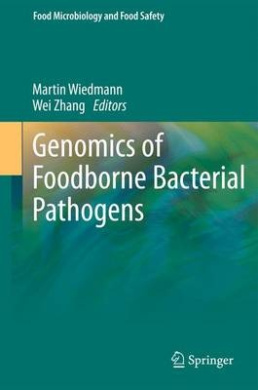 Food Microbiology and Food Safety
Martin Wiedmann
Wei Zhang Editors
Genomics of
Foodborne Bacterial
Pathogens
Springer